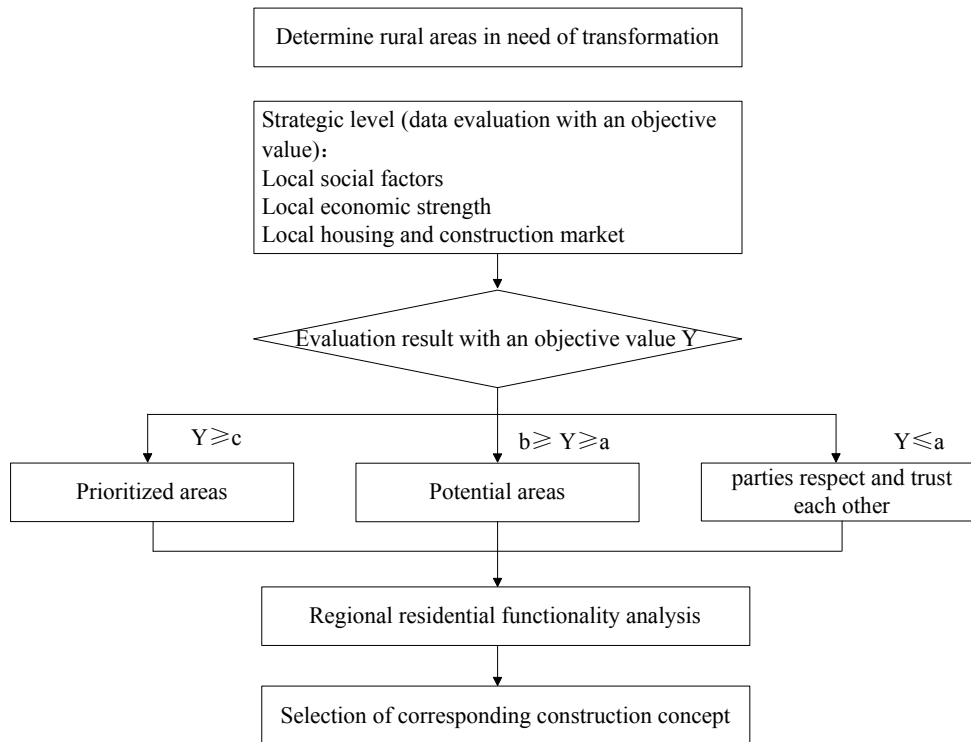 Determine rural areas in need of transformation
Strategic level (data evaluation with an objective
value)：
Local social factors
Local economic strength
Local housing and construction market
Evaluation result with an objective value Y
Y≥c
b≥ Y≥a
Y≤a
Prioritized areas
Potential areas
parties respect and trust
each other
Regional residential functionality analysis
Selection of corresponding construction concept